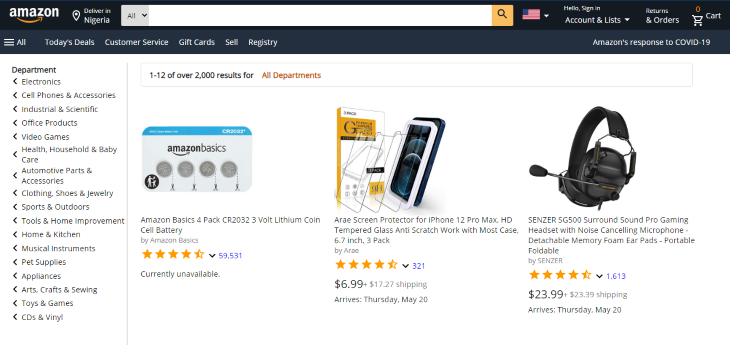 amazon
Deliver in
Nigeria
All
Hello, Sign in
Account & Lists
Returns
& Orders
0
Cart
All
Today's Deals
Customer Service
Gift Cards
Sell
Registry
Amazon's response to COVID-19
Department
Electronics
Cell Phones & Accessories
Industrial & Scientific
Office Products
Video Games
Health, Household & Baby
Care
Automotive Parts &
Accessories
Clothing, Shoes & Jewelry
Sports & Outdoors
Tools & Home Improvement
Home & Kitchen
Musical Instruments
Pet Supplies
Appliances
Arts, Crafts & Sewing
Toys & Games
CDs & Vinyl
1-12 of over 2,000 results for All Departments
CR2032
amazonbasics
Amazon Basics 4 Pack CR2032 3 Volt Lithium Coin
Cell Battery
by Amazon Basics
59,531
Currently unavailable.
3 PACK
Arae Screen Protector for iPhone 12 Pro Max, HD
Tempered Glass Anti Scratch Work with Most Case,
6.7 inch, 3 Pack
by Arae
321
$6.99+ $17.27 shipping
Arrives: Thursday, May 20
SENZER SG500 Surround Sound Pro Gaming
Headset with Noise Cancelling Microphone -
Detachable Memory Foam Ear Pads - Portable
Foldable
by SENZER
1,613
$23.99+ $23.39 shipping
Arrives: Thursday, May 20